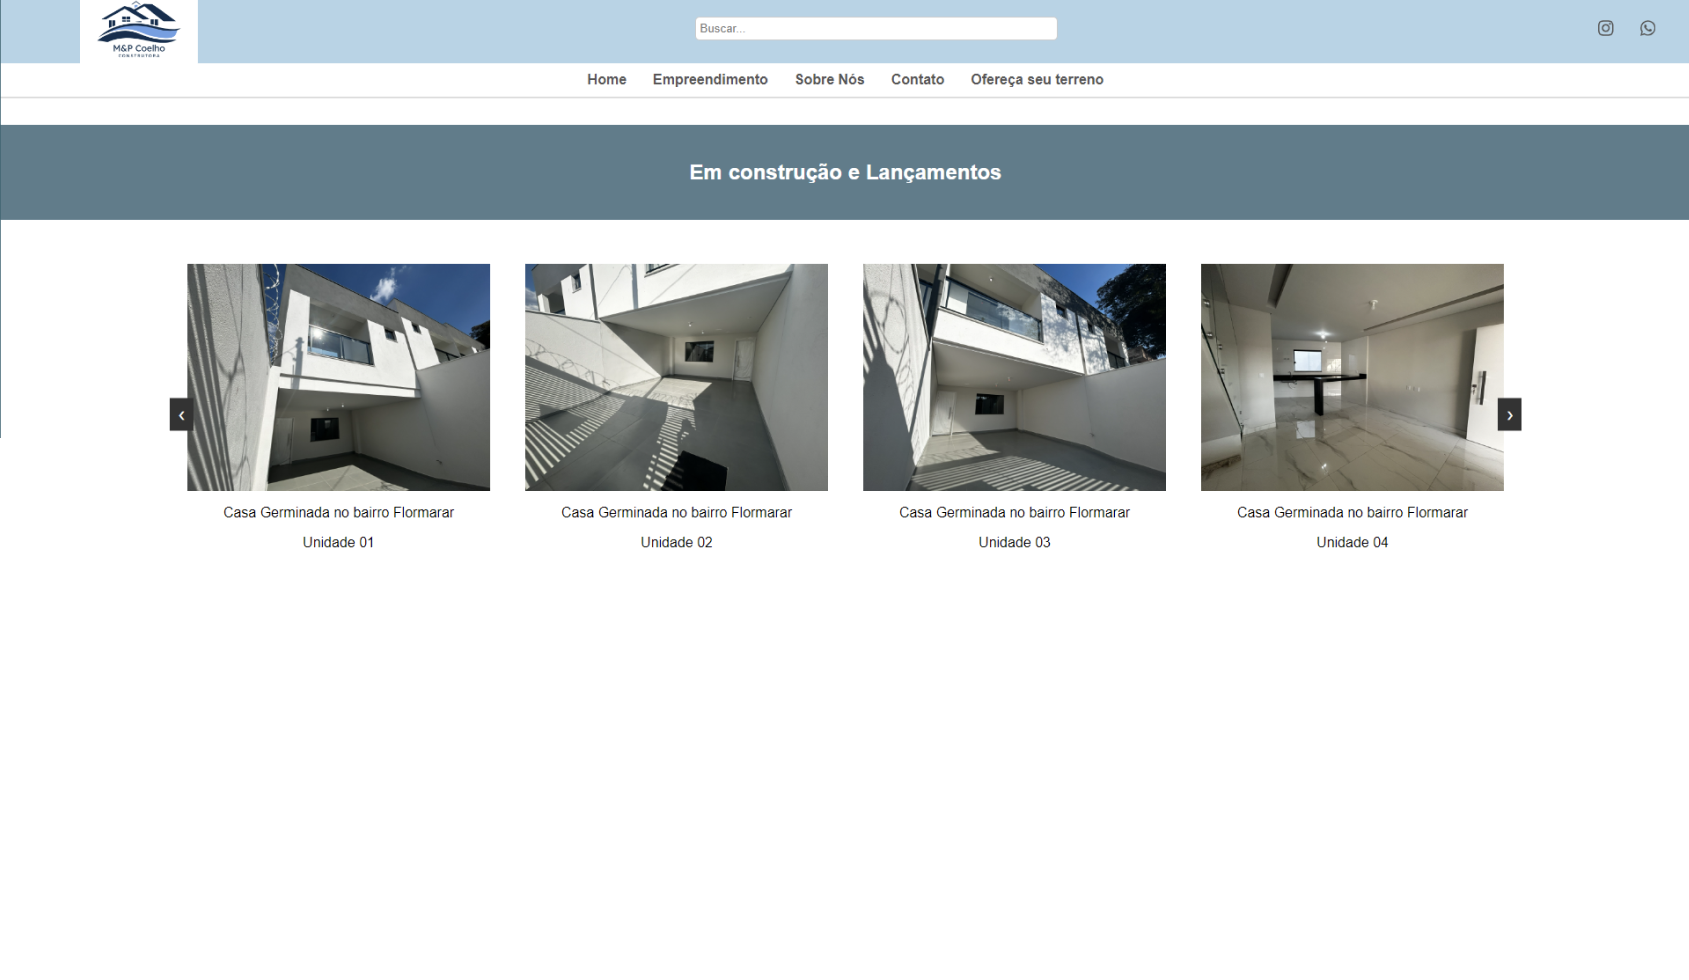 M&P Coelho
CONSTRUTORA
Buscar...
Home Empreendimento Sobre Nós Contato Ofereça seu terreno
Em construção e Lançamentos
‹ ›
Casa Germinada no bairro Flormarar
Unidade 01
Casa Germinada no bairro Flormarar
Unidade 02
Casa Germinada no bairro Flormarar
Unidade 03
Casa Germinada no bairro Flormarar
Unidade 04